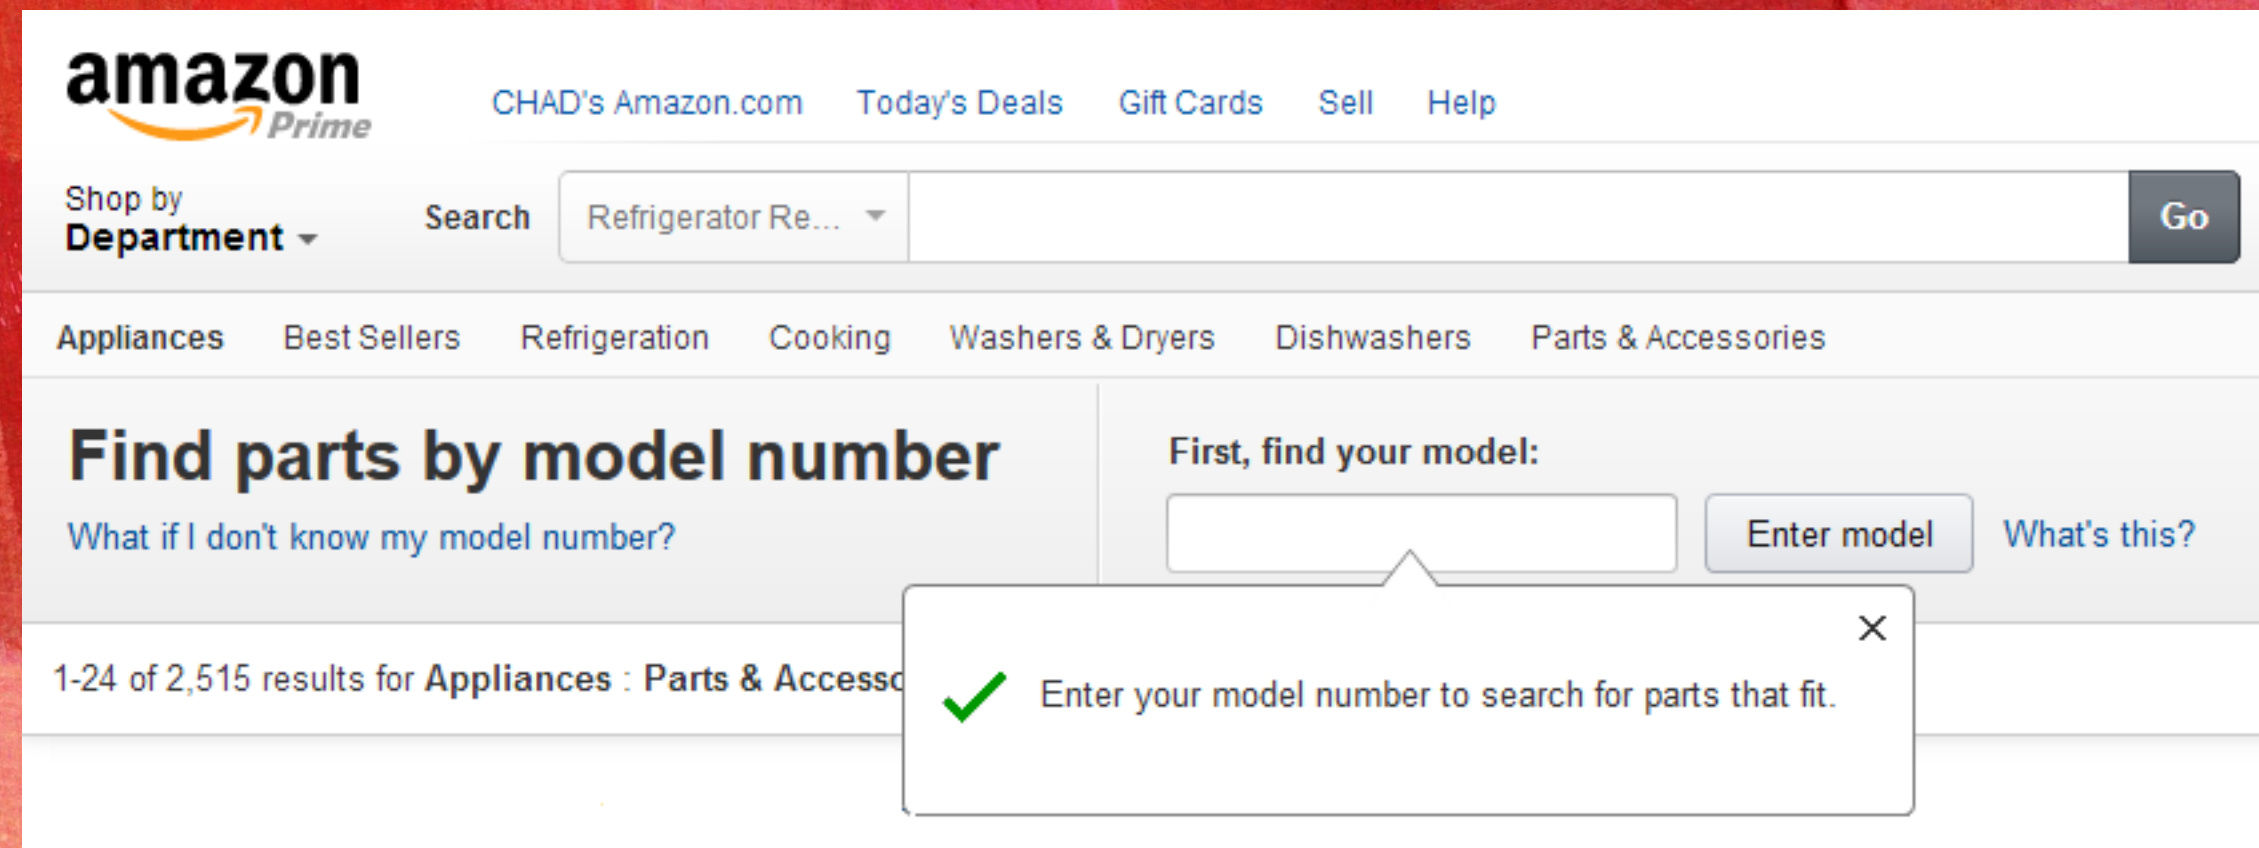 amazon
Prime
CHAD's Amazon.com Today's Deals Gift Cards Sell Help
Shop by
Department
Search Refrigerator Re... Go
Appliances Best Sellers Refrigeration Cooking Washers & Dryers Dishwashers Parts & Accessories
Find parts by model number
What if I don't know my model number?
First, find your model:
Enter model What's this?
1-24 of 2,515 results for Appliances : Parts & Accesso
Enter your model number to search for parts that fit.